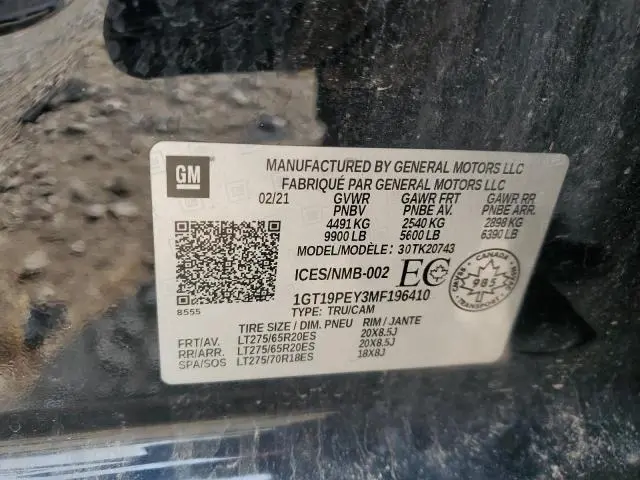 GM
MANUFACTURED BY GENERAL MOTORS LLC
FABRIQUÉ PAR GENERAL MOTORS LLC
02/21 GVWR GAWR FRT GAWR RR
PNBV PNBE AV. PNBE ARR.
4491 KG 2540 KG 2898 KG
9900 LB 5600 LB 6390 LB
MODEL/MODÈLE: 30TK20743
ICES/NMB-002 EC
985
8555
1GT19PEY3MF196410
TYPE: TRU/CAM
TIRE SIZE / DIM. PNEU RIM / JANTE
FRT/AV. LT275/65R20ES 20X8.5J
RR/ARR. LT275/65R20ES 20X8.5J
SPA/SOS LT275/70R18ES 18X8J